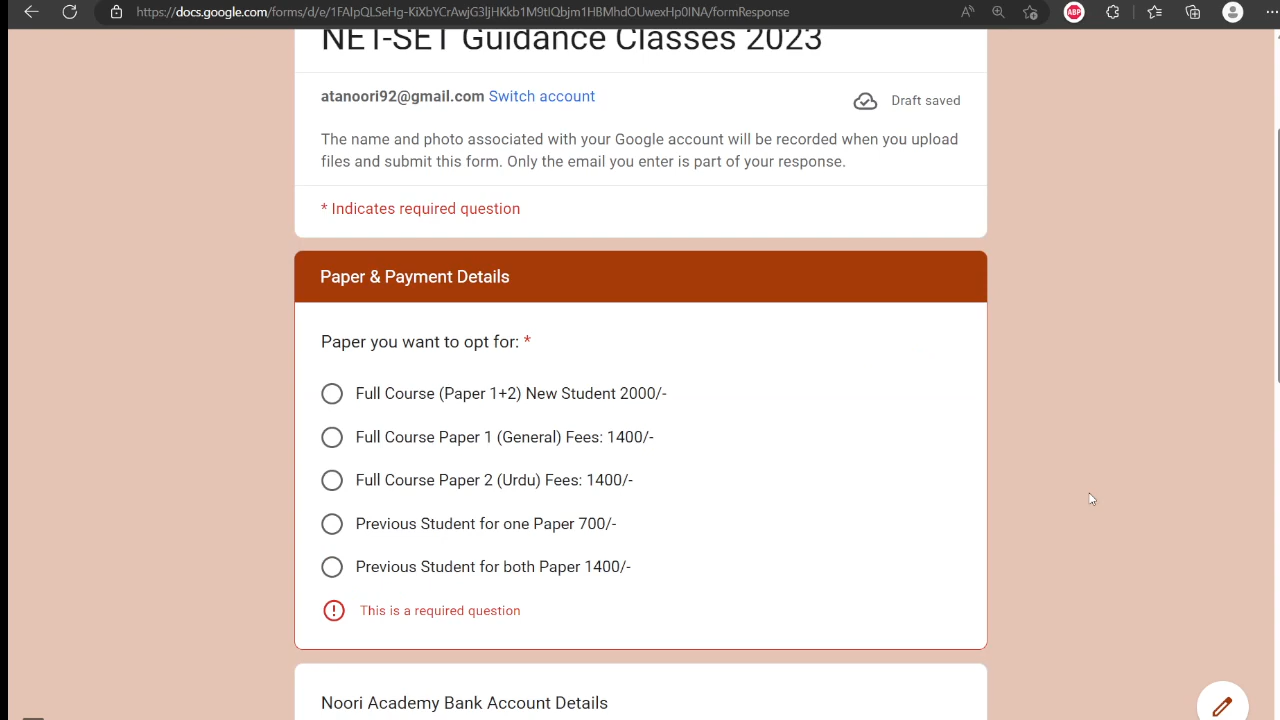 https://docs.google.com/forms/d/e/1FAIpQLSeHg-KiXbYCrAwjG3ljHKkb1M9tIQbjm1HBMhdOUwexHp0INA/formResponse
ABP
NET-SET Guidance Classes 2023
atanoori92@gmail.com Switch account
Draft saved
The name and photo associated with your Google account will be recorded when you upload
files and submit this form. Only the email you enter is part of your response.
* Indicates required question
Paper & Payment Details
Paper you want to opt for: *
Full Course (Paper 1+2) New Student 2000/-
Full Course Paper 1 (General) Fees: 1400/-
Full Course Paper 2 (Urdu) Fees: 1400/-
Previous Student for one Paper 700/-
Previous Student for both Paper 1400/-
This is a required question
Noori Academy Bank Account Details